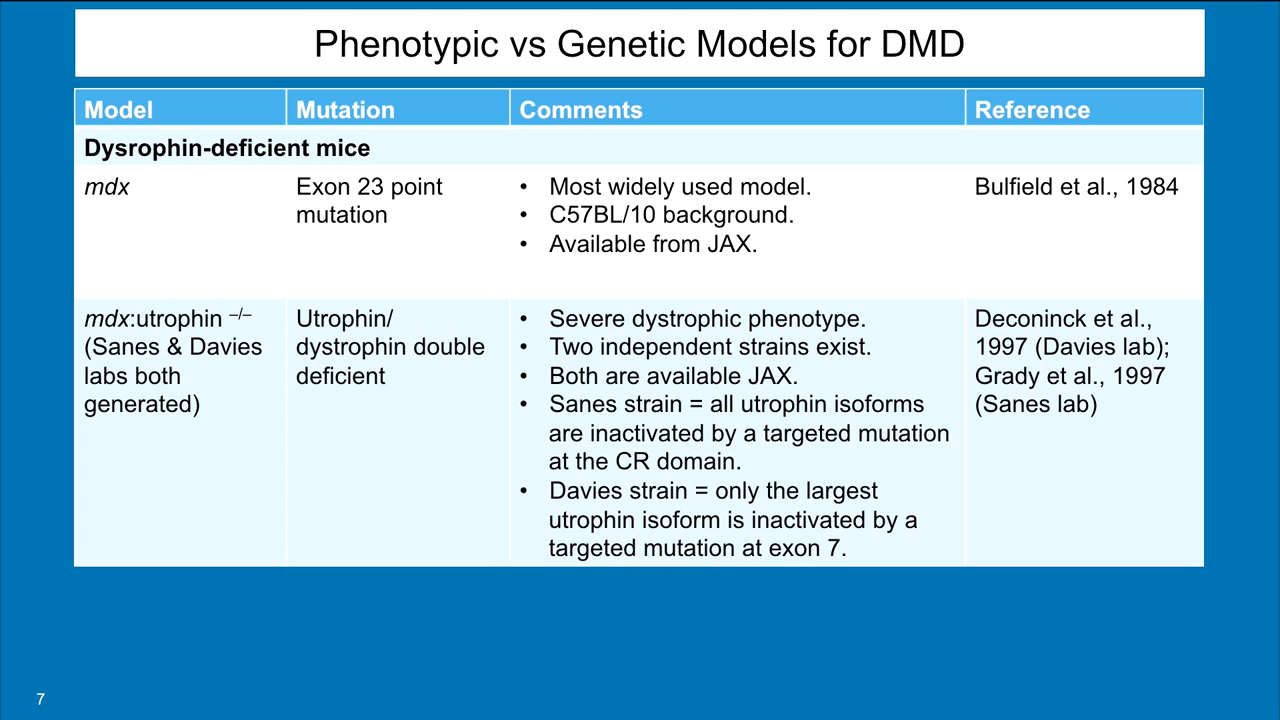 Phenotypic vs Genetic Models for DMD
Model Mutation Comments Reference
Dysrophin-deficient mice
mdx
Exon 23 point
mutation
• Most widely used model.
• C57BL/10 background.
• Available from JAX.
Bulfield et al., 1984
mdx:utrophin –/–
(Sanes & Davies
labs both
generated)
Utrophin/
dystrophin double
deficient
• Severe dystrophic phenotype.
• Two independent strains exist.
• Both are available JAX.
• Sanes strain = all utrophin isoforms
are inactivated by a targeted mutation
at the CR domain.
• Davies strain = only the largest
utrophin isoform is inactivated by a
targeted mutation at exon 7.
Deconinck et al.,
1997 (Davies lab);
Grady et al., 1997
(Sanes lab)
7